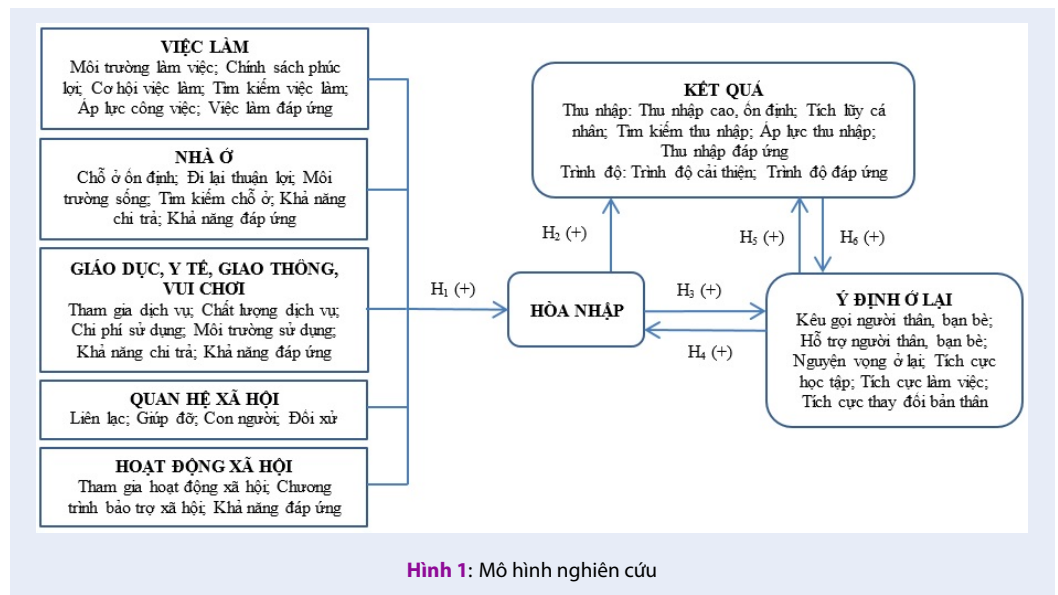 VIỆC LÀM
Môi trường làm việc; Chính sách phúc
lợi; Cơ hội việc làm; Tìm kiếm việc làm;
Áp lực công việc; Việc làm đáp ứng
NHÀ Ở
Chỗ ở ổn định; Đi lại thuận lợi; Môi
trường sống; Tìm kiếm chỗ ở; Khả năng
chi trả; Khả năng đáp ứng
GIÁO DỤC, Y TẾ, GIAO THÔNG,
VUI CHƠI
Tham gia dịch vụ; Chất lượng dịch vụ;
Chi phí sử dụng; Môi trường sử dụng;
Khả năng chi trả; Khả năng đáp ứng
QUAN HỆ XÃ HỘI
Liên lạc; Giúp đỡ; Con người; Đối xử
HOẠT ĐỘNG XÃ HỘI
Tham gia hoạt động xã hội; Chương
trình bảo trợ xã hội; Khả năng đáp ứng
H₁ (+)
HÒA NHẬP
H₂ (+)
KẾT QUẢ
Thu nhập: Thu nhập cao, ổn định; Tích lũy cá
nhân; Tìm kiếm thu nhập; Áp lực thu nhập;
Thu nhập đáp ứng
Trình độ: Trình độ cải thiện; Trình độ đáp ứng
H₃ (+)
H₄ (+)
H₅ (+)
H₆ (+)
Ý ĐỊNH Ở LẠI
Kêu gọi người thân, bạn bè;
Hỗ trợ người thân, bạn bè;
Nguyện vọng ở lại; Tích cực
học tập; Tích cực làm việc;
Tích cực thay đổi bản thân
Hình 1: Mô hình nghiên cứu